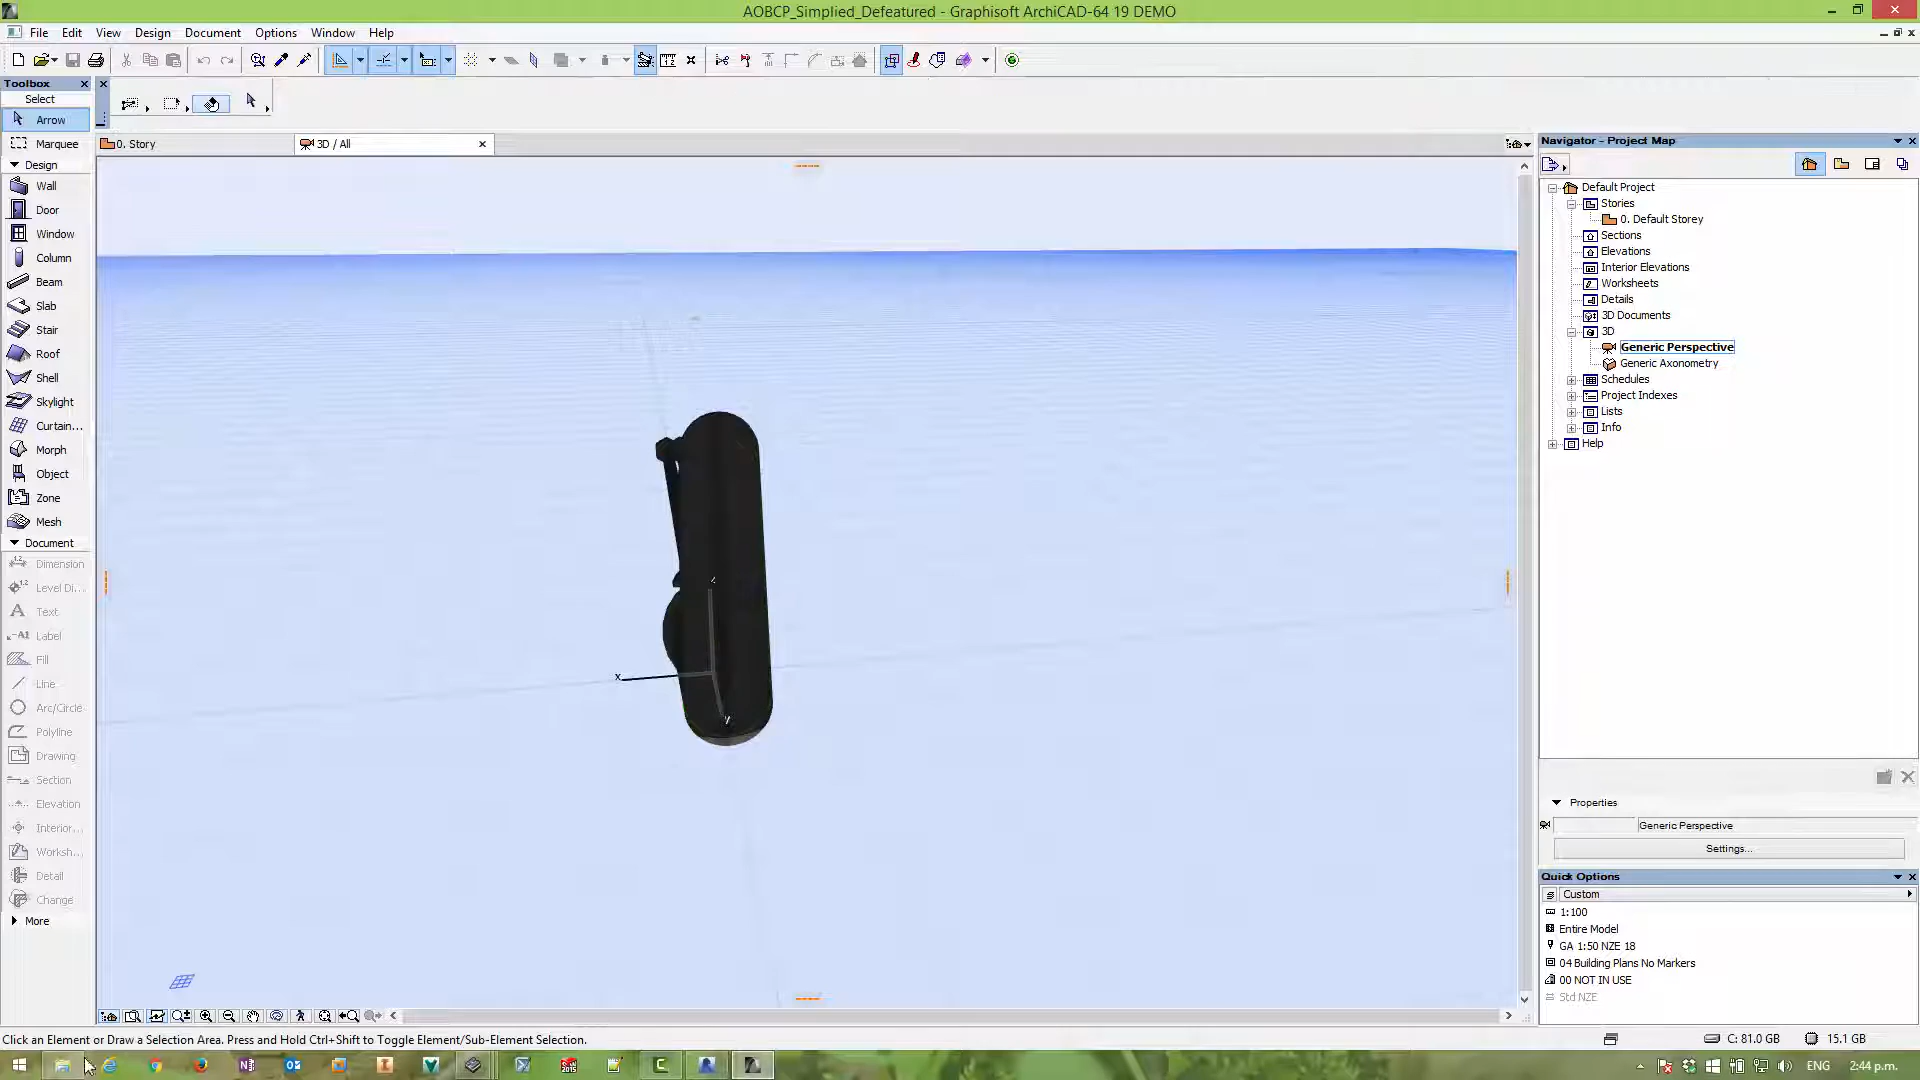 AOBCP_Simplied_Defeatured - Graphisoft ArchiCAD-64 19 DEMO
File Edit View Design Document Options Window Help
Toolbox
Select
Arrow
Marquee
Design
Wall
Door
Window
Column
Beam
Slab
Stair
Roof
Shell
Skylight
Curtain...
Morph
Object
Zone
Mesh
Document
Dimension
Level Di...
Text
Label
Fill
Line
Arc/Circle
Polyline
Drawing
Section
Elevation
Interior...
Worksh...
Detail
Change
More
0. Story
3D / All
x
y
z
Navigator - Project Map
Default Project
Stories
0. Default Storey
Sections
Elevations
Interior Elevations
Worksheets
Details
3D Documents
3D
Generic Perspective
Generic Axonometry
Schedules
Project Indexes
Lists
Info
Help
Properties
Generic Perspective
Settings...
Quick Options
Custom
1:100
Entire Model
GA 1:50 NZE 18
04 Building Plans No Markers
00 NOT IN USE
Std NZE
Click an Element or Draw a Selection Area. Press and Hold Ctrl+Shift to Toggle Element/Sub-Element Selection.
C: 81.0 GB
15.1 GB
ENG
2:44 p.m.